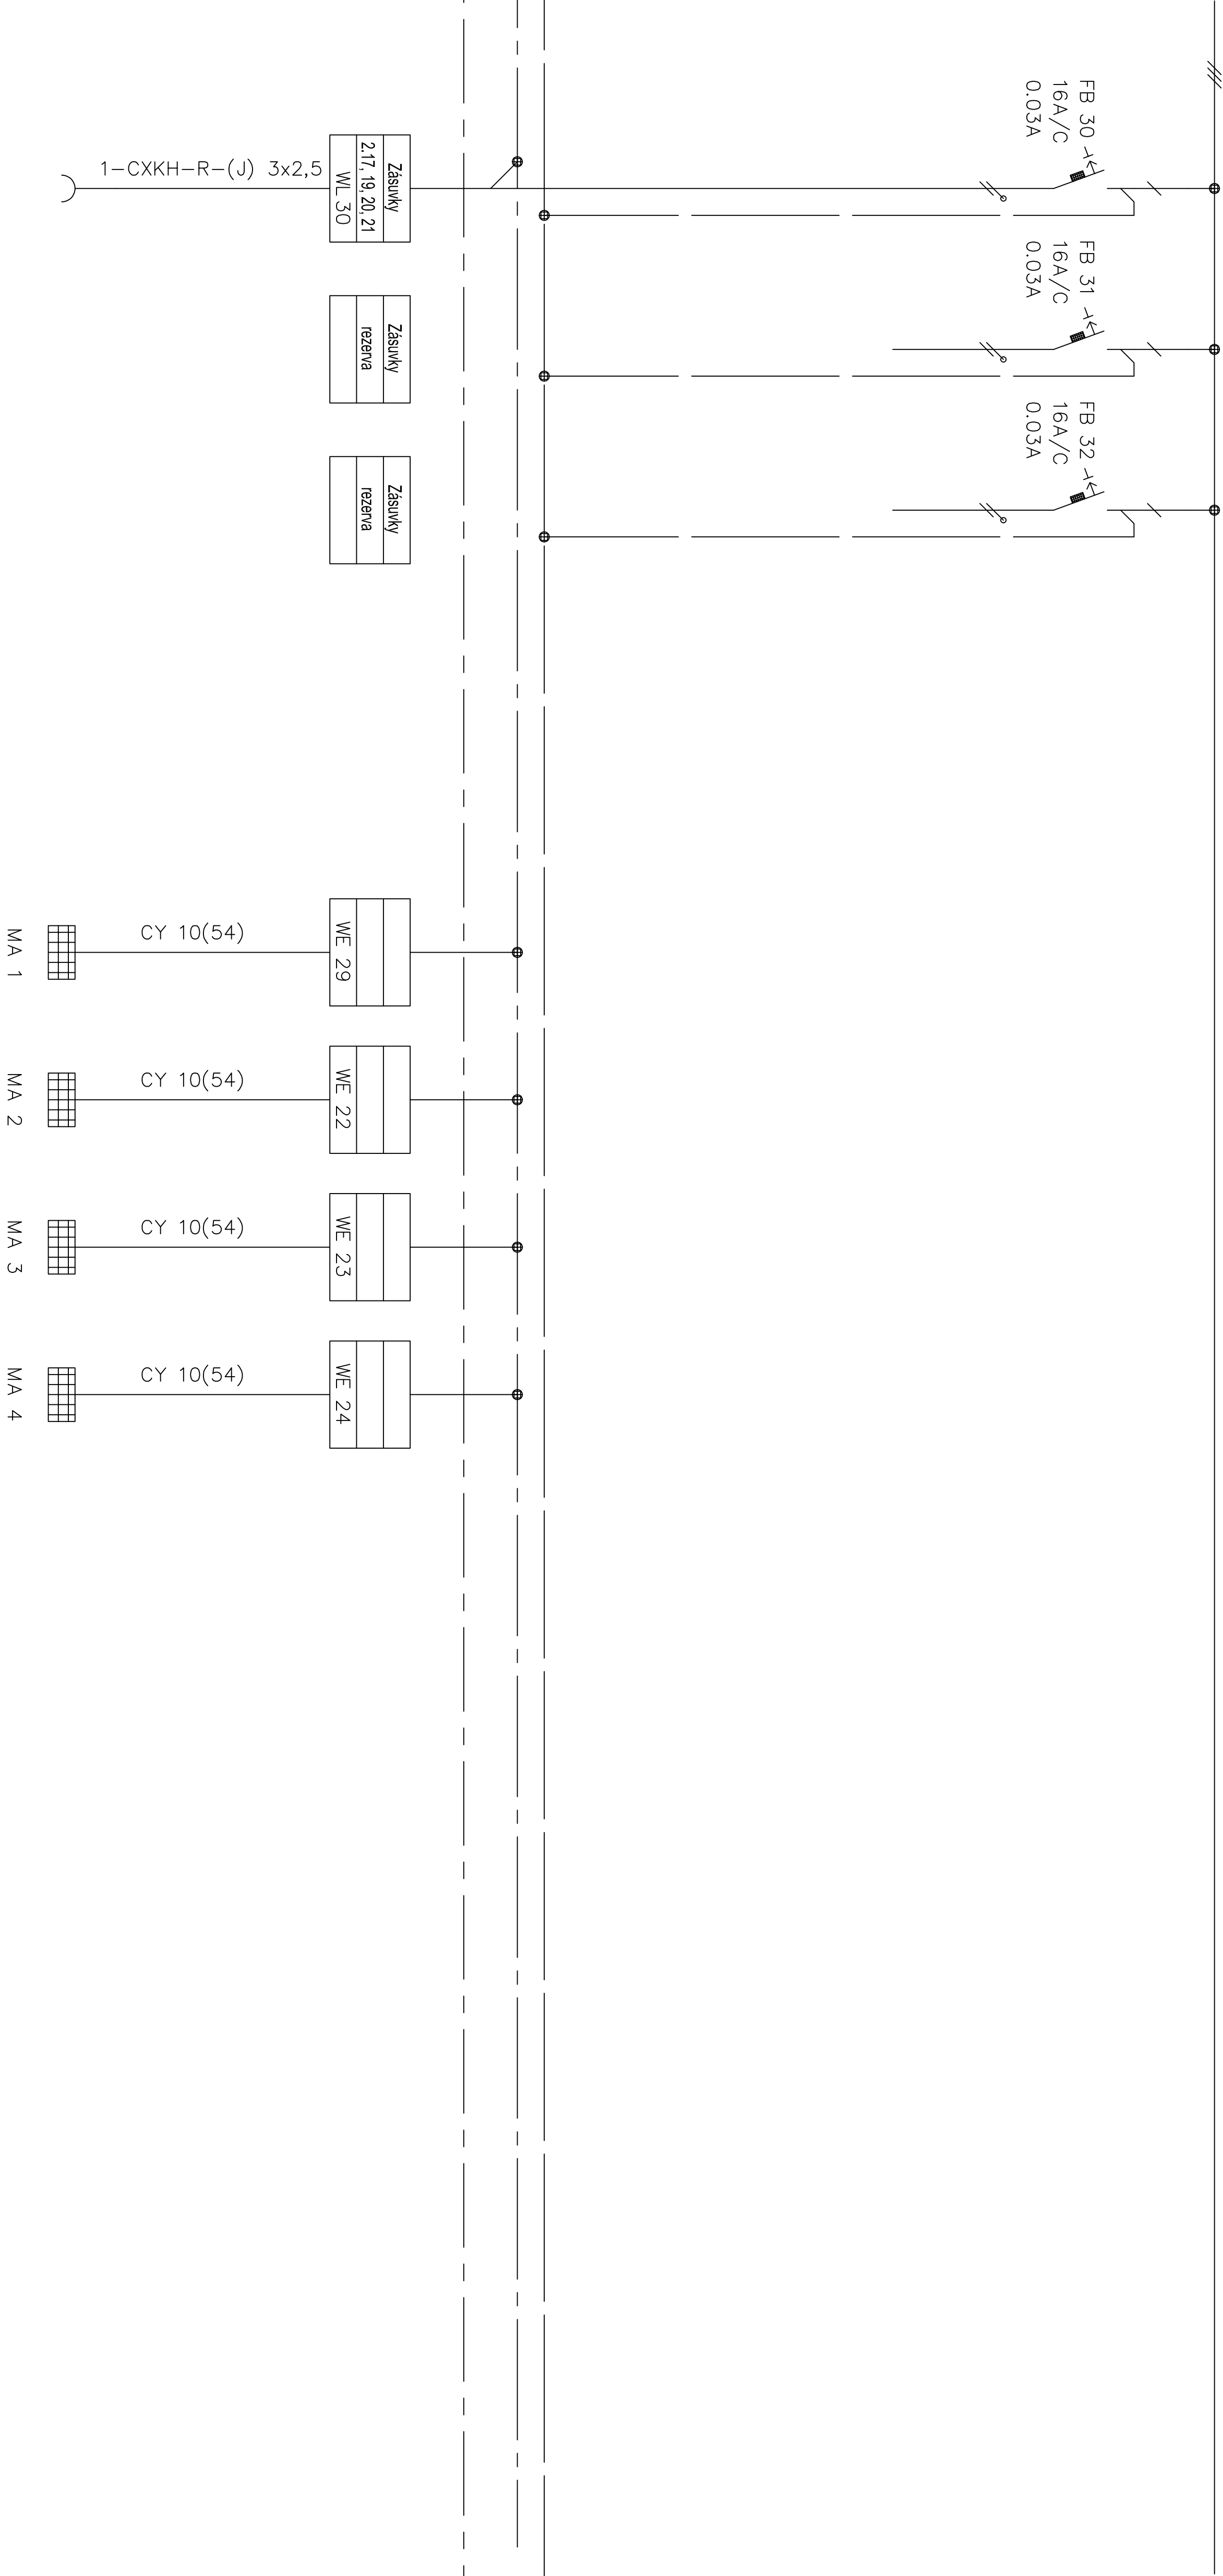 FB 30
16A/C
0.03A
FB 31
16A/C
0.03A
FB 32
16A/C
0.03A
Zásuvky
2.17, 19, 20, 21
WL 30
Zásuvky
rezerva
Zásuvky
rezerva
WE 29
WE 22
WE 23
WE 24
1-CXKH-R-(J) 3x2,5
CY 10(54)
CY 10(54)
CY 10(54)
CY 10(54)
MA 1
MA 2
MA 3
MA 4